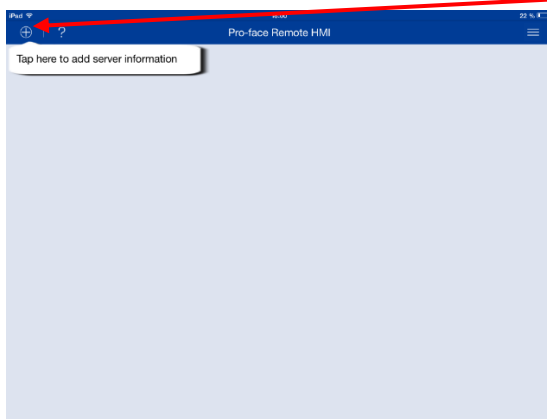 iPad
22 %
?
Pro-face Remote HMI
Tap here to add server information